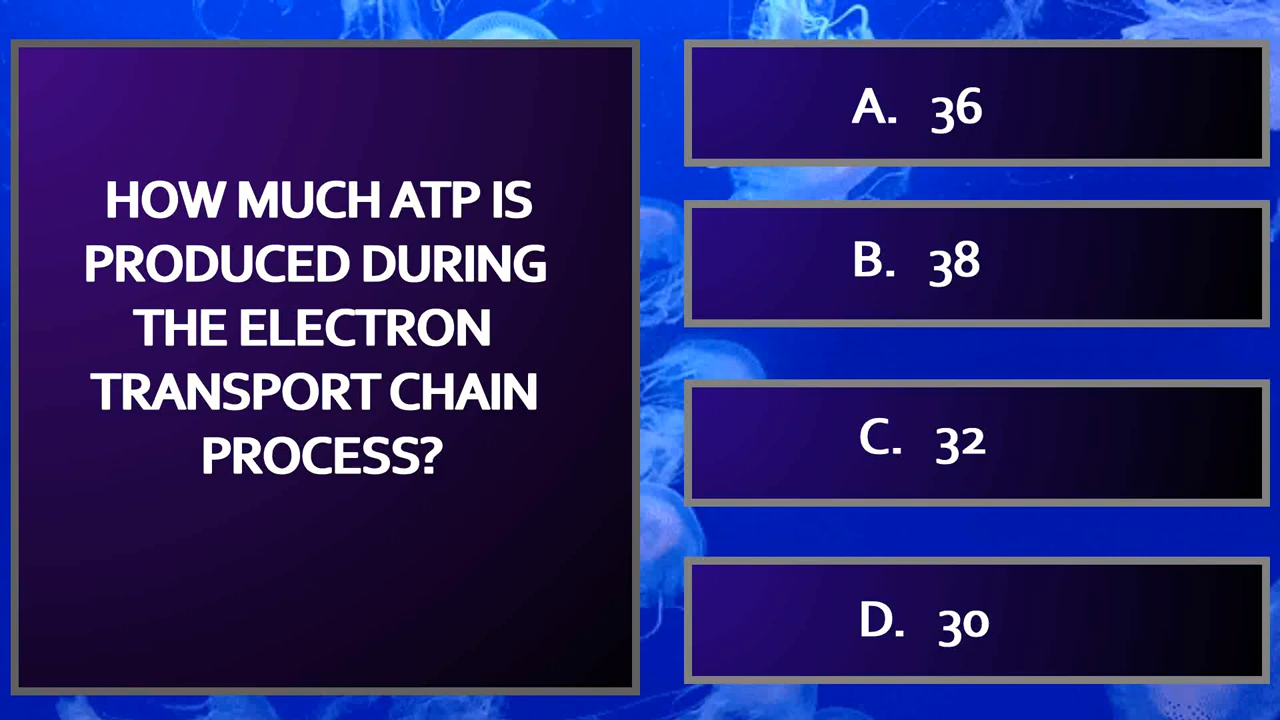 HOW MUCH ATP IS
PRODUCED DURING
THE ELECTRON
TRANSPORT CHAIN
PROCESS?
A. 36
B. 38
C. 32
D. 30